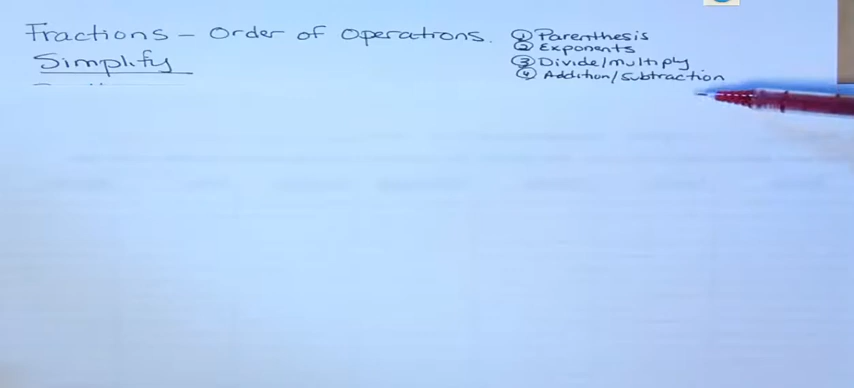 Fractions – Order of Operations.
Simplify
① Parenthesis
② Exponents
③ Divide/multiply
④ Addition/Subtraction